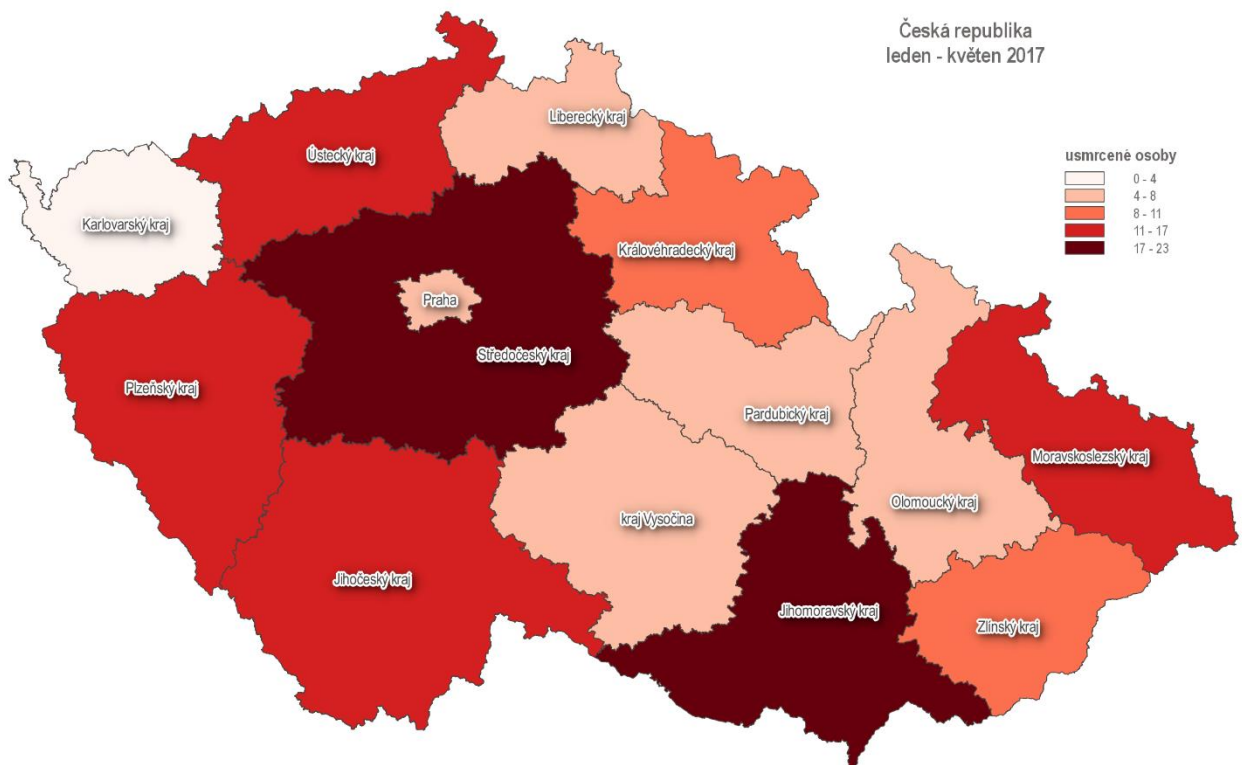 Česká republika
leden - květen 2017
usmrcené osoby
0 - 4
4 - 8
8 - 11
11 - 17
17 - 23
Liberecký kraj
Ústecký kraj
Karlovarský kraj
Královéhradecký kraj
Praha
Středočeský kraj
Plzeňský kraj
Pardubický kraj
Moravskoslezský kraj
Olomoucký kraj
kraj Vysočina
Jihočeský kraj
Jihomoravský kraj
Zlínský kraj